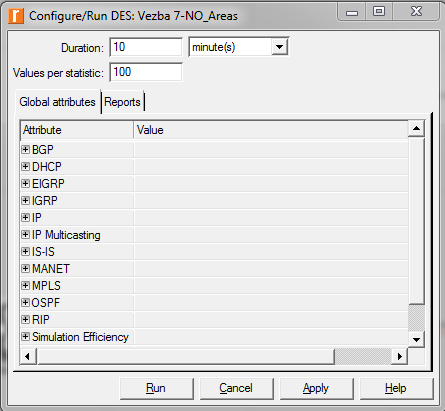 Configure/Run DES: Vezba 7-NO_Areas
Duration: 10 minute(s)
Values per statistic: 100
Global attributes Reports
Attribute Value
BGP
DHCP
EIGRP
IGRP
IP
IP Multicasting
IS-IS
MANET
MPLS
OSPF
RIP
Simulation Efficiency
Run Cancel Apply Help